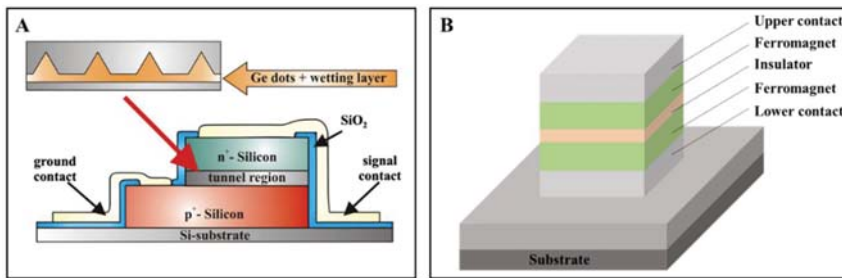 A
Ge dots + wetting layer
SiO₂
ground
contact
n⁺- Silicon
tunnel region
signal
contact
p⁺- Silicon
Si-substrate
B
Upper contact
Ferromagnet
Insulator
Ferromagnet
Lower contact
Substrate